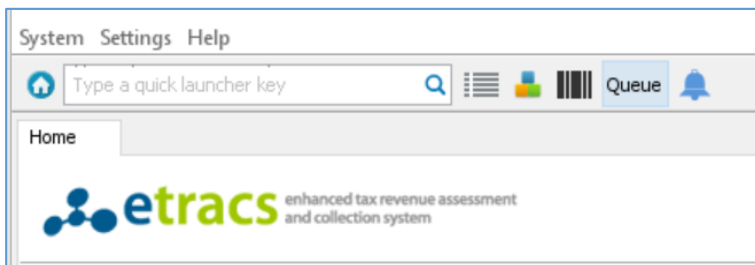 System Settings Help
Type a quick launcher key
Queue
Home
etracs
enhanced tax revenue assessment
and collection system